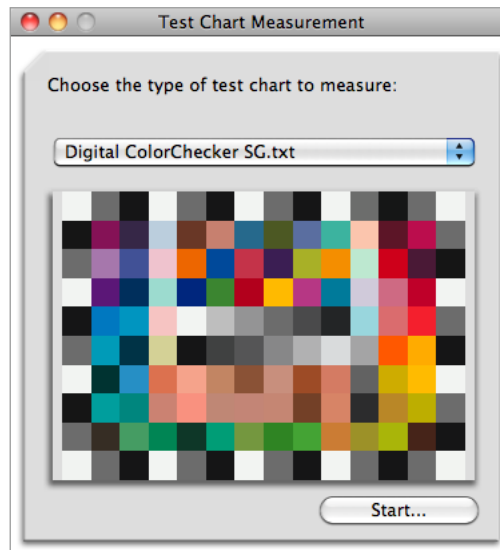 Test Chart Measurement
Choose the type of test chart to measure:
Digital ColorChecker SG.txt
Start...